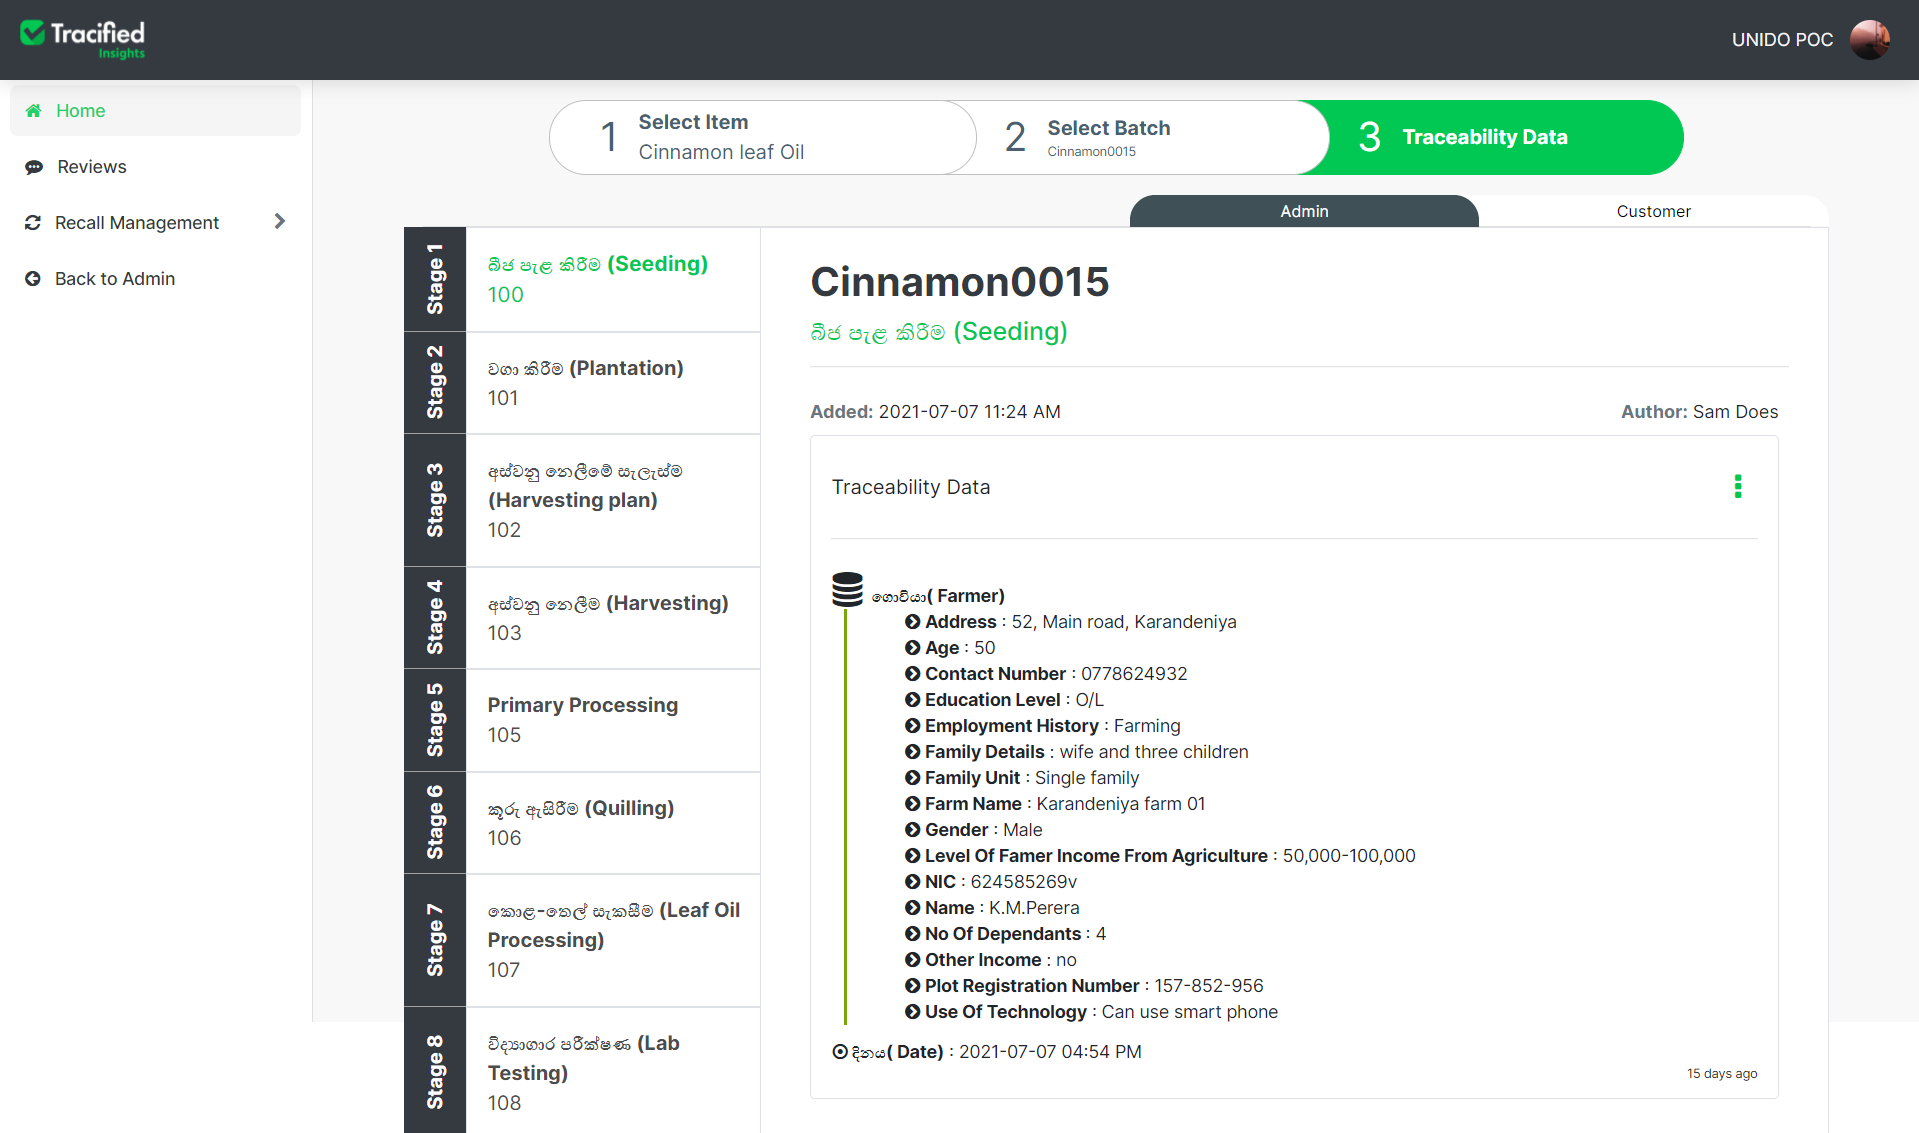 Tracified
Insights
UNIDO POC
Home
Reviews
Recall Management
Back to Admin
1 Select Item
Cinnamon leaf Oil
2 Select Batch
Cinnamon0015
3 Traceability Data
Admin
Customer
Stage 1
බීජ පැළ කිරීම (Seeding)
100
Stage 2
වගා කිරීම (Plantation)
101
Stage 3
අස්වනු නෙලීමේ සැලැස්ම
(Harvesting plan)
102
Stage 4
අස්වනු නෙලීම (Harvesting)
103
Stage 5
Primary Processing
105
Stage 6
කූරු ඇසිරීම (Quilling)
106
Stage 7
කොළ-තෙල් සැකසීම (Leaf Oil
Processing)
107
Stage 8
විද්‍යාගාර පරීක්ෂණ (Lab
Testing)
108
Cinnamon0015
බීජ පැළ කිරීම (Seeding)
Added: 2021-07-07 11:24 AM
Author: Sam Does
Traceability Data
ගොවියා( Farmer)
Address : 52, Main road, Karandeniya
Age : 50
Contact Number : 0778624932
Education Level : O/L
Employment History : Farming
Family Details : wife and three children
Family Unit : Single family
Farm Name : Karandeniya farm 01
Gender : Male
Level Of Famer Income From Agriculture : 50,000-100,000
NIC : 624585269v
Name : K.M.Perera
No Of Dependants : 4
Other Income : no
Plot Registration Number : 157-852-956
Use Of Technology : Can use smart phone
දිනය( Date) : 2021-07-07 04:54 PM
15 days ago